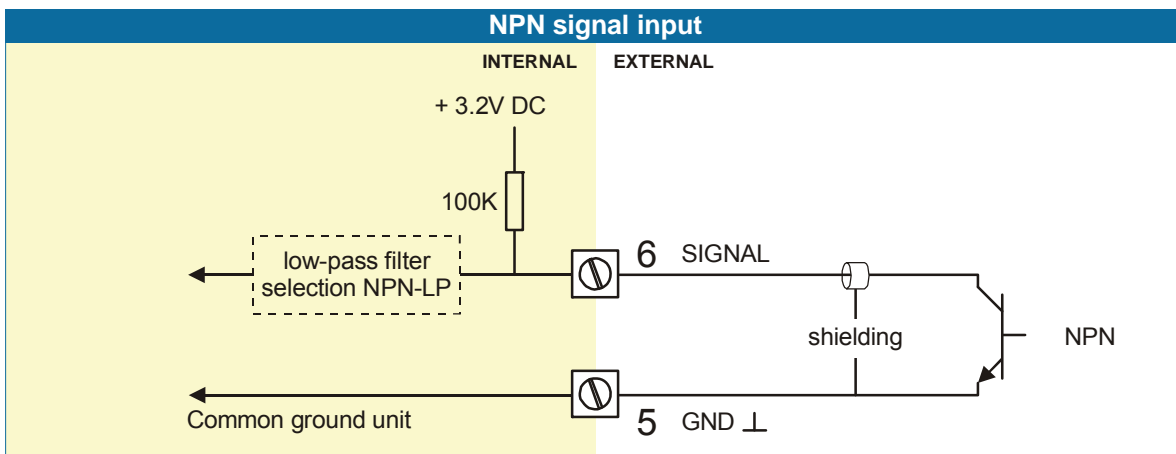 NPN signal input
INTERNAL
EXTERNAL
+ 3.2V DC
100K
low-pass filter
selection NPN-LP
6 SIGNAL
shielding
NPN
Common ground unit
5 GND ⊥